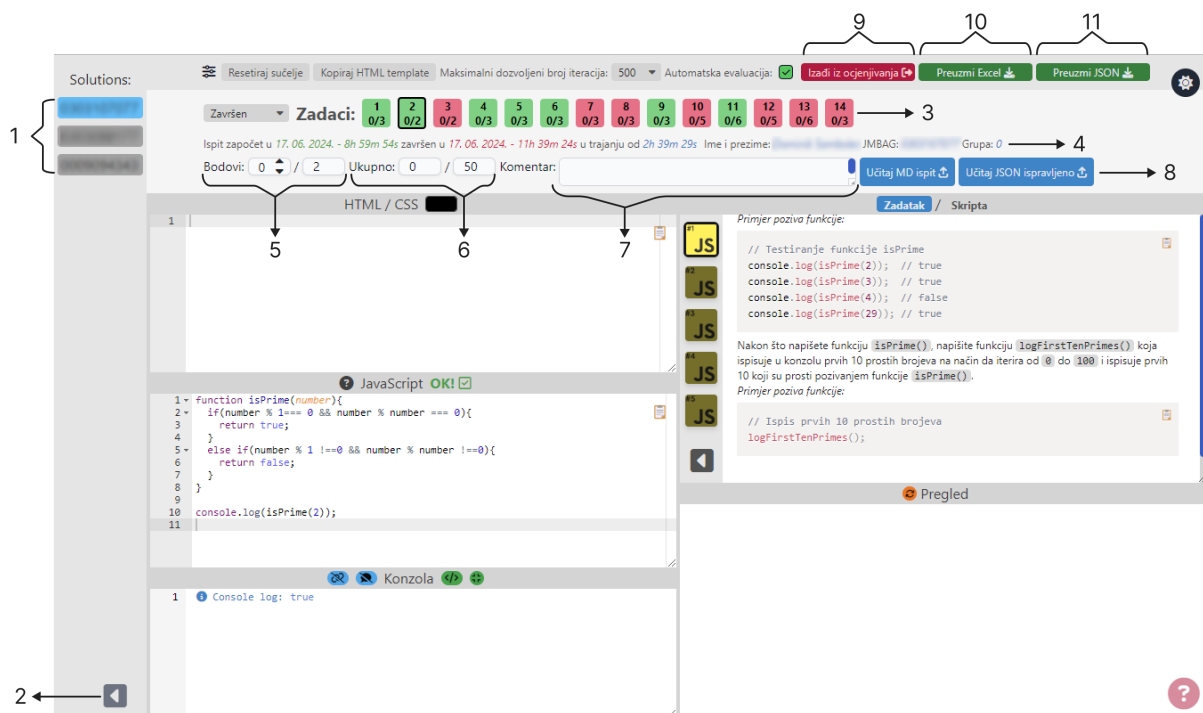 9 10 11
Solutions:
Resetiraj sučelje Kopiraj HTML template Maksimalni dozvoljeni broj iteracija: 500 Automatska evaluacija: Izađi iz ocjenjivanja Preuzmi Excel Preuzmi JSON
1
Završen Zadaci: 1 2 3 4 5 6 7 8 9 10 11 12 13 14
0/3 0/2 0/2 0/3 0/3 0/3 0/3 0/3 0/3 0/5 0/6 0/5 0/6 0/3
3
Ispit započet u 17. 06. 2024. - 8h 59m 54s završen u 17. 06. 2024. - 11h 39m 24s u trajanju od 2h 39m 29s Ime i prezime: JMBAG: Grupa: 0
4
Bodovi: 0 / 2 Ukupno: 0 / 50 Komentar: Učitaj MD ispit Učitaj JSON ispravljeno
8
HTML / CSS
1
5 6 7
Zadatak / Skripta
Primjer poziva funkcije:
#1 JS
#2 JS
#3 JS
#4 JS
#5 JS
// Testiranje funkcije isPrime
console.log(isPrime(2)); // true
console.log(isPrime(3)); // true
console.log(isPrime(4)); // false
console.log(isPrime(29)); // true
Nakon što napišete funkciju isPrime(), napišite funkciju logFirstTenPrimes() koja
ispisuje u konzolu prvih 10 prostih brojeva na način da iterira od 0 do 100 i ispisuje prvih
10 koji su prosti pozivanjem funkcije isPrime().
Primjer poziva funkcije:
// Ispis prvih 10 prostih brojeva
logFirstTenPrimes();
? JavaScript OK!
1 function isPrime(number){
2 if(number % 1=== 0 && number % number === 0){
3 return true;
4 }
5 else if(number % 1 !==0 && number % number !==0){
6 return false;
7 }
8 }
9
10 console.log(isPrime(2));
11
Pregled
Konzola </>
1 Console log: true
2
?